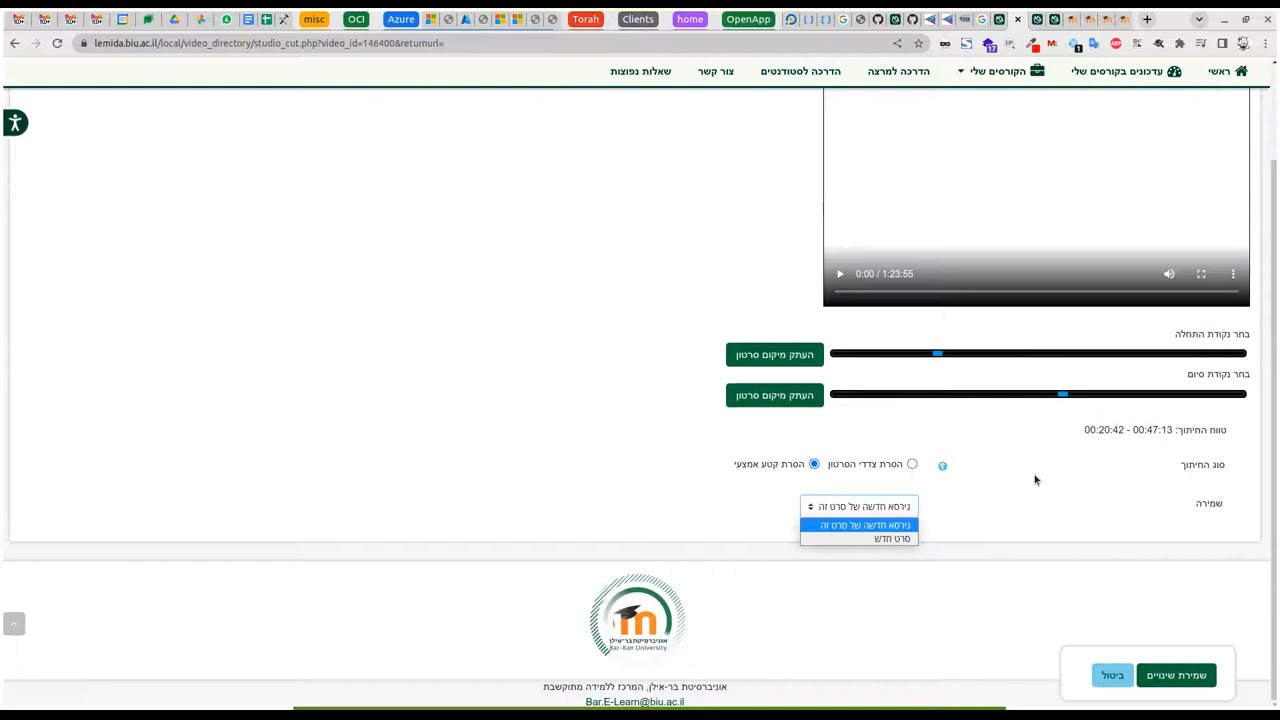 misc
OCI
Azure
Torah
Clients
home
OpenApp
lemida.biu.ac.il/local/video_directory/studio_cut.php?video_id=146400&returnurl=
ראשי
עדכונים בקורסים שלי
הקורסים שלי
הדרכה למרצה
הדרכה לסטודנטים
צור קשר
שאלות נפוצות
0:00 / 1:23:55
בחר נקודת התחלה
העתק מיקום סרטון
בחר נקודת סיום
העתק מיקום סרטון
טווח החיתוך: 00:47:13 - 00:20:42
סוג החיתוך
הסרת צדדי הסרטון
הסרת קטע אמצעי
שמירה
גירסא חדשה של סרט זה
גירסא חדשה של סרט זה
סרט חדש
אוניברסיטת בר-אילן
Bar-Ilan University
שמירת שינויים
ביטול
אוניברסיטת בר-אילן, המרכז ללמידה מתוקשבת
Bar.E-Learn@biu.ac.il